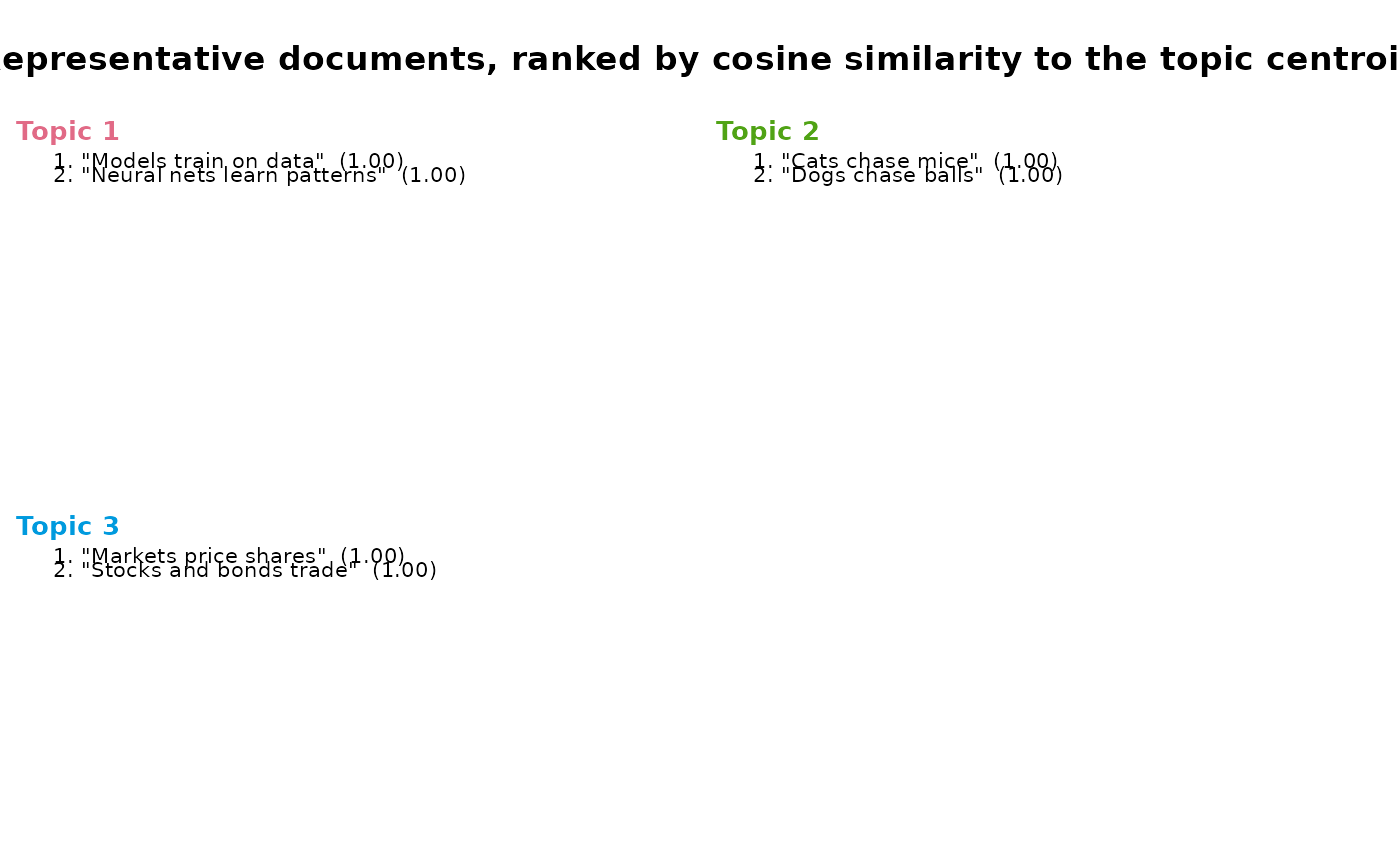 epresentative documents, ranked by cosine similarity to the topic centroi
Topic 1
1. "Models train on data" (1.00)
2. "Neural nets learn patterns" (1.00)
Topic 2
1. "Cats chase mice" (1.00)
2. "Dogs chase balls" (1.00)
Topic 3
1. "Markets price shares" (1.00)
2. "Stocks and bonds trade" (1.00)